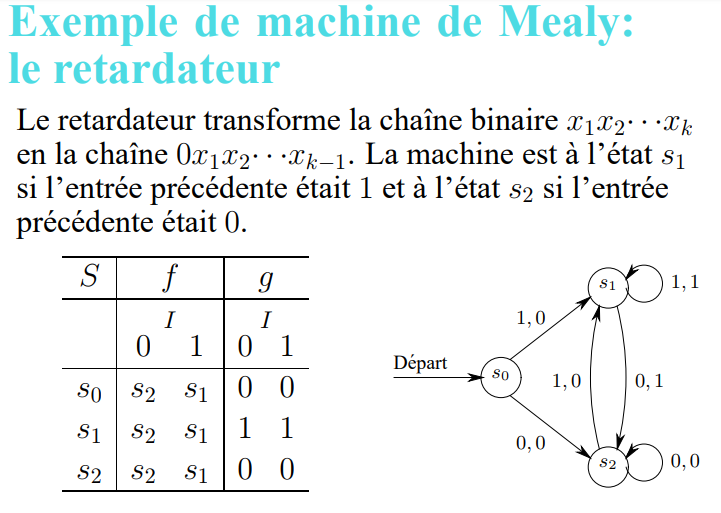 Exemple de machine de Mealy:
le retardateur
Le retardateur transforme la chaîne binaire x₁x₂···xₖ
en la chaîne 0x₁x₂···xₖ₋₁. La machine est à l’état s₁
si l’entrée précédente était 1 et à l’état s₂ si l’entrée
précédente était 0.
S f g
I I
0 1 0 1
s₀ s₂ s₁ 0 0
s₁ s₂ s₁ 1 1
s₂ s₂ s₁ 0 0
s₁ 1,1
1,0
Départ
s₀
1,0 0,1
0,0
s₂ 0,0